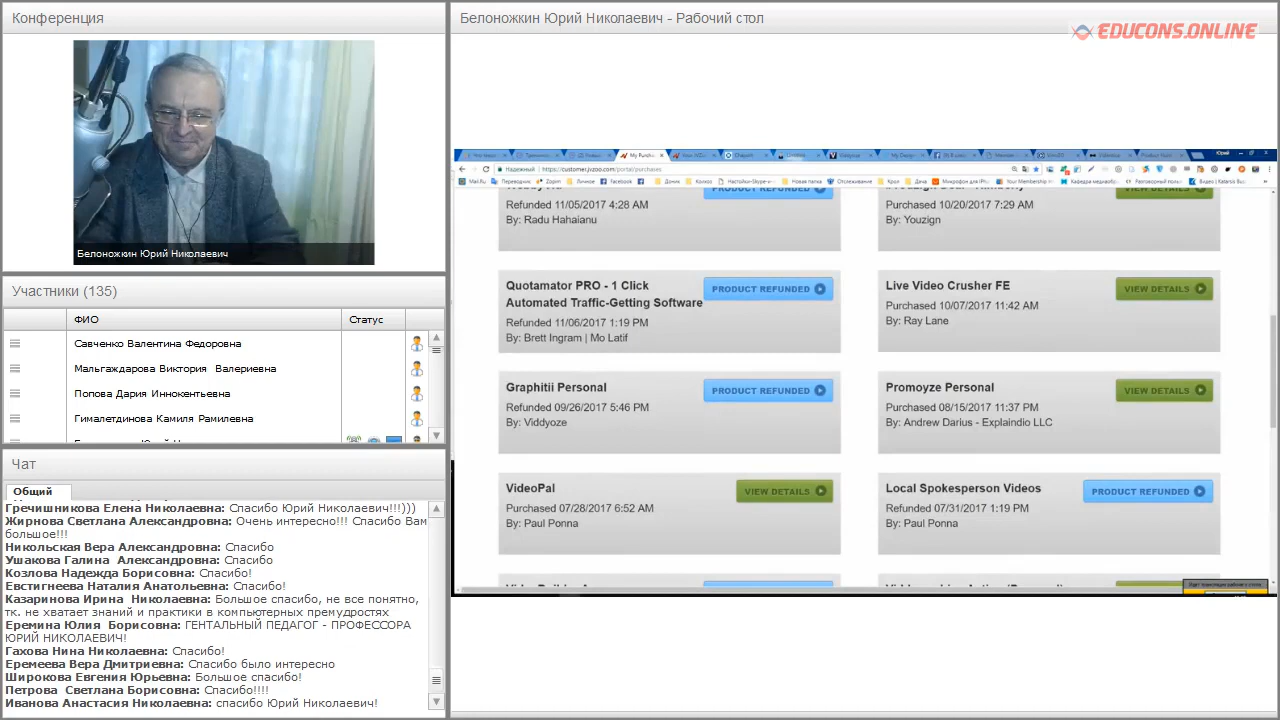 Конференция
Белоножкин Юрий Николаевич
Участники (135)
ФИО
Статус
Савченко Валентина Федоровна
Мальгаждарова Виктория Валериевна
Попова Дария Иннокентьевна
Гималетдинова Камиля Рамилевна
Чат
Общий
Гречишникова Елена Николаевна: Спасибо Юрий Николаевич!!!)))
Жирнова Светлана Александровна: Очень интересно!!! Спасибо Вам
большое!!!
Никольская Вера Александровна: Спасибо
Ушакова Галина Александровна: Спасибо
Козлова Надежда Борисовна: Спасибо!
Евстигнеева Наталия Анатольевна: Спасибо!
Казаринова Ирина Николаевна: Большое спасибо, не все понятно,
тк. не хватает знаний и практики в компьютерных премудростях
Еремина Юлия Борисовна: ГЕНТАЛЬНЫЙ ПЕДАГОГ - ПРОФЕССОРА
ЮРИЙ НИКОЛАЕВИЧ!
Гахова Нина Николаевна: Спасибо!
Еремеева Вера Дмитриевна: Спасибо было интересно
Широкова Евгения Юрьевна: Большое спасибо!
Петрова Светлана Борисовна: Спасибо!!!!
Иванова Анастасия Николаевна: спасибо Юрий Николаевич!
Белоножкин Юрий Николаевич - Рабочий стол
EDUCONS.ONLINE
Надежный https://customer.jvzoo.com/portal/purchases
PRODUCT REFUNDED
Refunded 11/05/2017 4:28 AM
By: Radu Hahaianu
VIEW DETAILS
Purchased 10/20/2017 7:29 AM
By: Youzign
Quotamator PRO - 1 Click
Automated Traffic-Getting Software
PRODUCT REFUNDED
Refunded 11/06/2017 1:19 PM
By: Brett Ingram | Mo Latif
Live Video Crusher FE
VIEW DETAILS
Purchased 10/07/2017 11:42 AM
By: Ray Lane
Graphitii Personal
PRODUCT REFUNDED
Refunded 09/26/2017 5:46 PM
By: Viddyoze
Promoyze Personal
VIEW DETAILS
Purchased 08/15/2017 11:37 PM
By: Andrew Darius - Explaindio LLC
VideoPal
VIEW DETAILS
Purchased 07/28/2017 6:52 AM
By: Paul Ponna
Local Spokesperson Videos
PRODUCT REFUNDED
Refunded 07/31/2017 1:19 PM
By: Paul Ponna